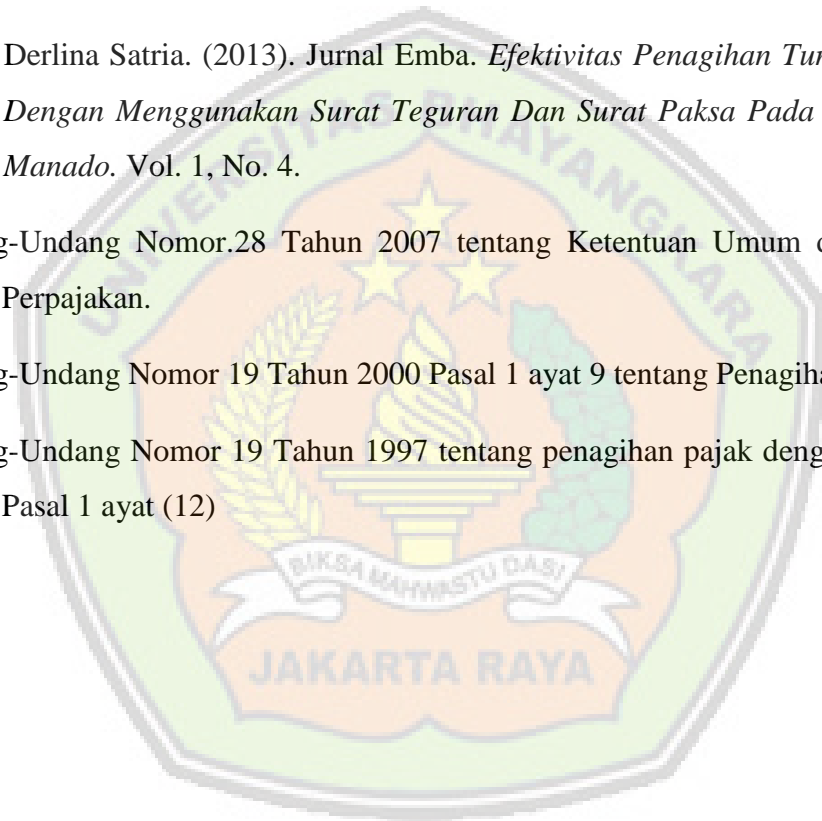 Derlina Satria. (2013). Jurnal Emba. Efektivitas Penagihan Tun
Dengan Menggunakan Surat Teguran Dan Surat Paksa Pada
Manado. Vol. 1, No. 4.
g-Undang Nomor.28 Tahun 2007 tentang Ketentuan Umum d
Perpajakan.
g-Undang Nomor 19 Tahun 2000 Pasal 1 ayat 9 tentang Penagiha
g-Undang Nomor 19 Tahun 1997 tentang penagihan pajak deng
Pasal 1 ayat (12)
UNIVERSITAS BHAYANGKARA
BIKSA MAHWASTU DASI
JAKARTA RAYA